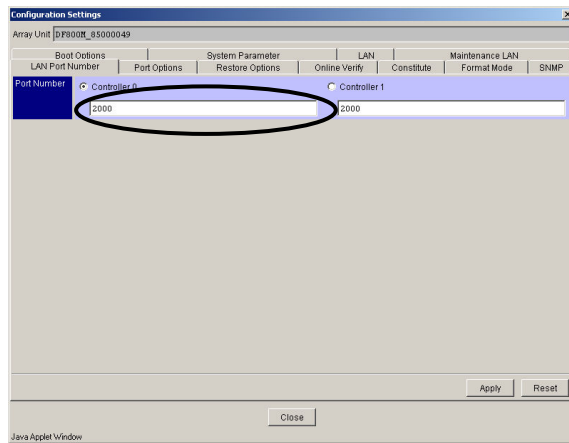 Configuration Settings
Array Unit DF800M_85000049
Boot Options System Parameter LAN Maintenance LAN
LAN Port Number Port Options Restore Options Online Verify Constitute Format Mode SNMP
Port Number Controller 0 Controller 1
2000 2000
Apply Reset
Close
Java Applet Window